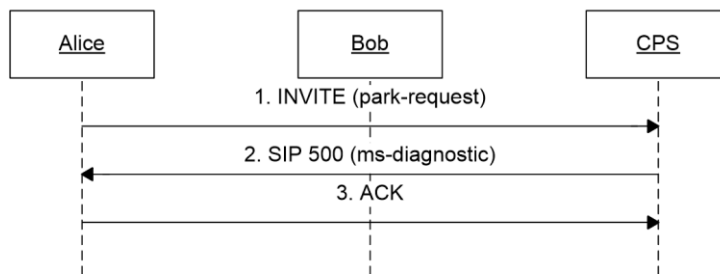 Alice
Bob
CPS
1. INVITE (park-request)
2. SIP 500 (ms-diagnostic)
3. ACK